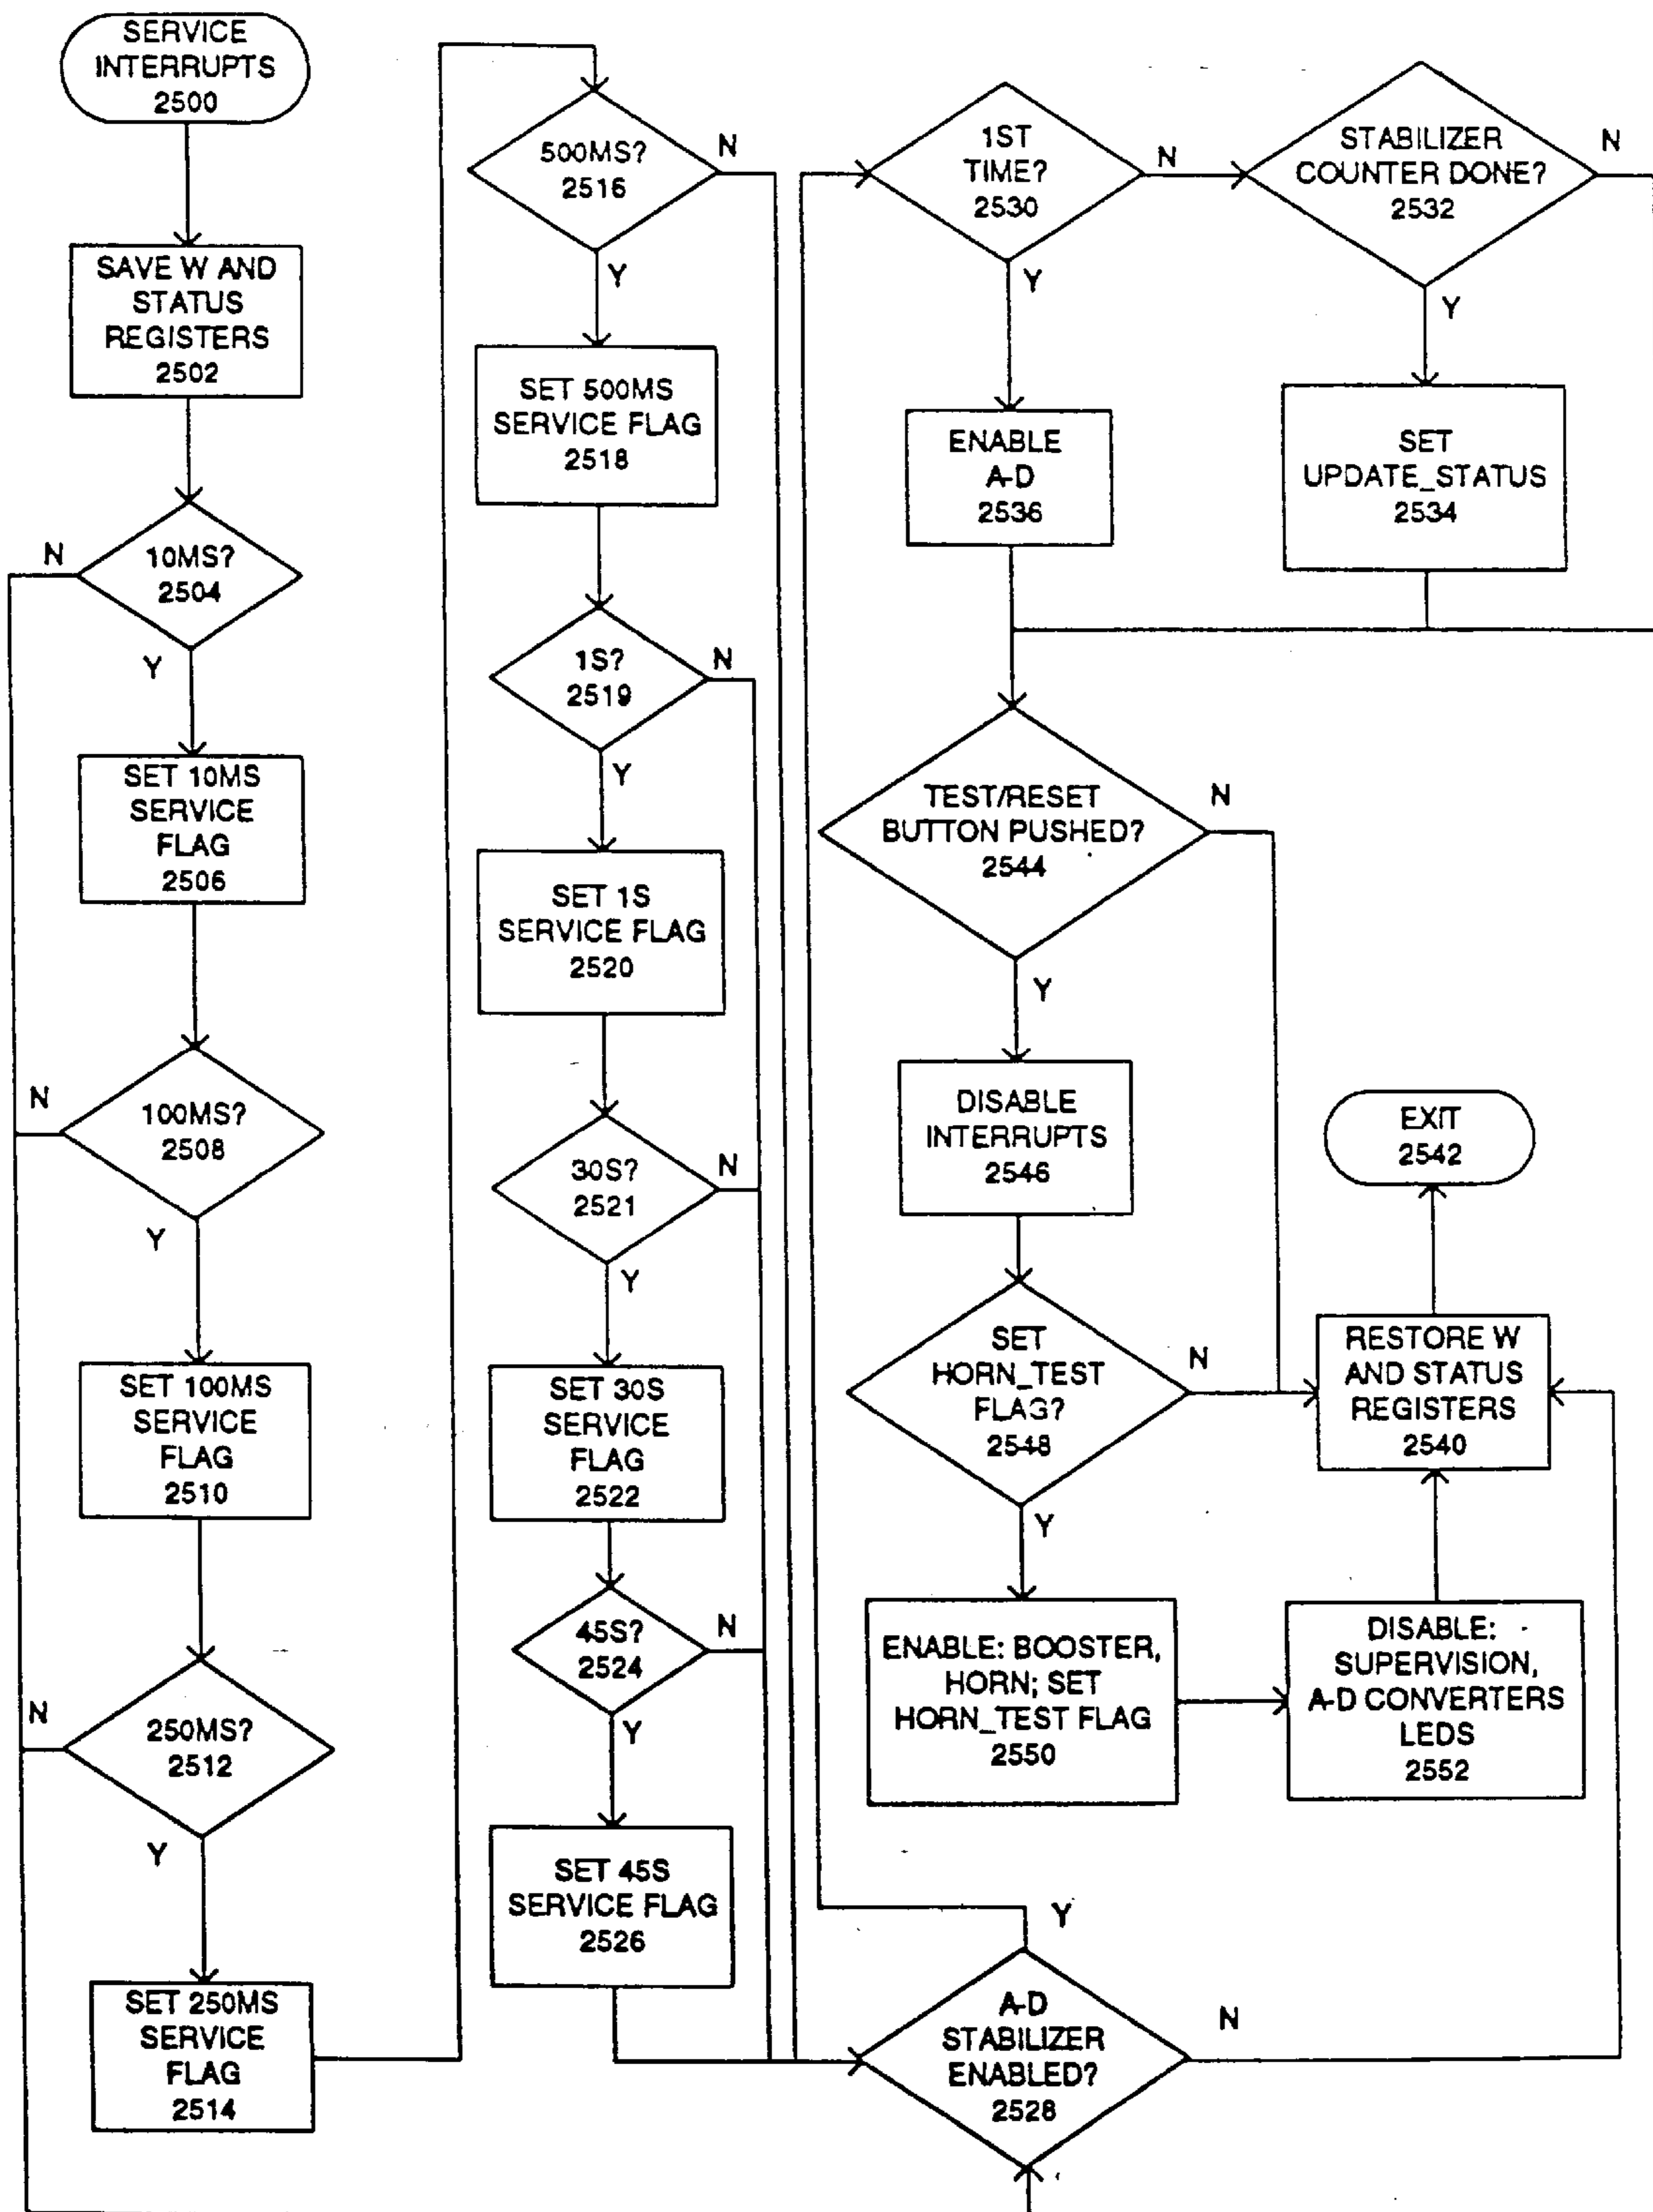 SERVICE
INTERRUPTS
2500
SAVE W AND
STATUS
REGISTERS
2502
10MS?
2504
N
Y
SET 10MS
SERVICE
FLAG
2506
100MS?
2508
N
Y
SET 100MS
SERVICE
FLAG
2510
250MS?
2512
N
Y
SET 250MS
SERVICE
FLAG
2514
500MS?
2516
N
Y
SET 500MS
SERVICE FLAG
2518
1S?
2519
N
Y
SET 1S
SERVICE FLAG
2520
30S?
2521
N
Y
SET 30S
SERVICE
FLAG
2522
45S?
2524
N
Y
SET 45S
SERVICE FLAG
2526
A-D
STABILIZER
ENABLED?
2528
Y
N
1ST
TIME?
2530
N
Y
STABILIZER
COUNTER DONE?
2532
N
Y
SET
UPDATE_STATUS
2534
ENABLE
A-D
2536
TEST/RESET
BUTTON PUSHED?
2544
N
Y
DISABLE
INTERRUPTS
2546
SET
HORN_TEST
FLAG?
2548
N
Y
ENABLE: BOOSTER,
HORN; SET
HORN_TEST FLAG
2550
DISABLE:
SUPERVISION,
A-D CONVERTERS
LEDS
2552
RESTORE W
AND STATUS
REGISTERS
2540
EXIT
2542